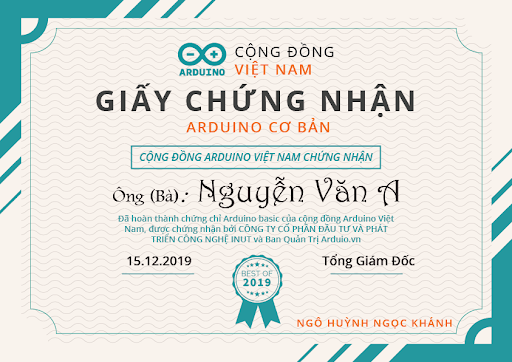 CỘNG ĐỒNG
ARDUINO VIỆT NAM
GIẤY CHỨNG NHẬN
ARDUINO CƠ BẢN
CỘNG ĐỒNG ARDUINO VIỆT NAM CHỨNG NHẬN
Ông (Bà).: Nguyễn Văn A
Đã hoàn thành chứng chỉ Arduino basic của cộng đồng Arduino Việt
Nam, được chứng nhận bởi CÔNG TY CỔ PHẦN ĐẦU TƯ VÀ PHÁT
TRIỂN CÔNG NGHỆ INUT và Ban Quản Trị Arduio.vn
15.12.2019
Tổng Giám Đốc
BEST OF
2019
NGÔ HUỲNH NGỌC KHÁNH